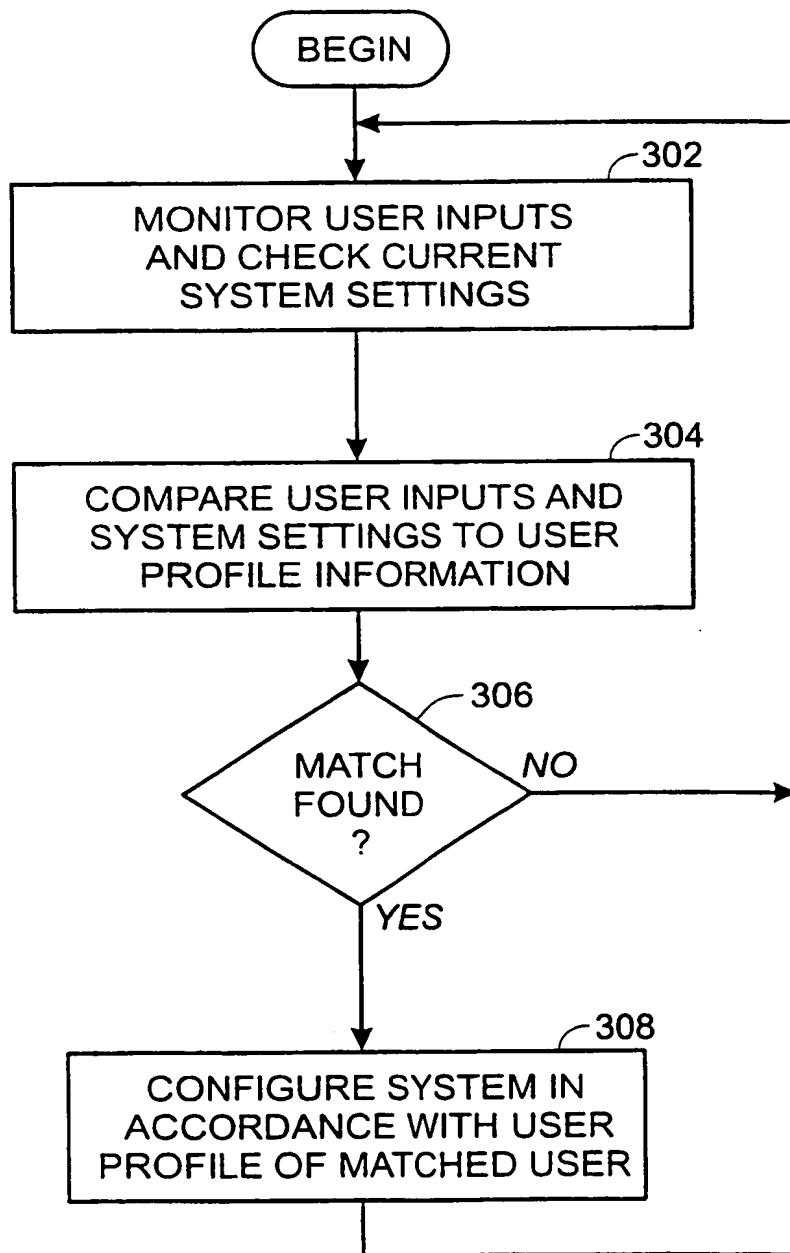 BEGIN
302
MONITOR USER INPUTS
AND CHECK CURRENT
SYSTEM SETTINGS
304
COMPARE USER INPUTS AND
SYSTEM SETTINGS TO USER
PROFILE INFORMATION
306
MATCH
FOUND
?
NO
YES
308
CONFIGURE SYSTEM IN
ACCORDANCE WITH USER
PROFILE OF MATCHED USER